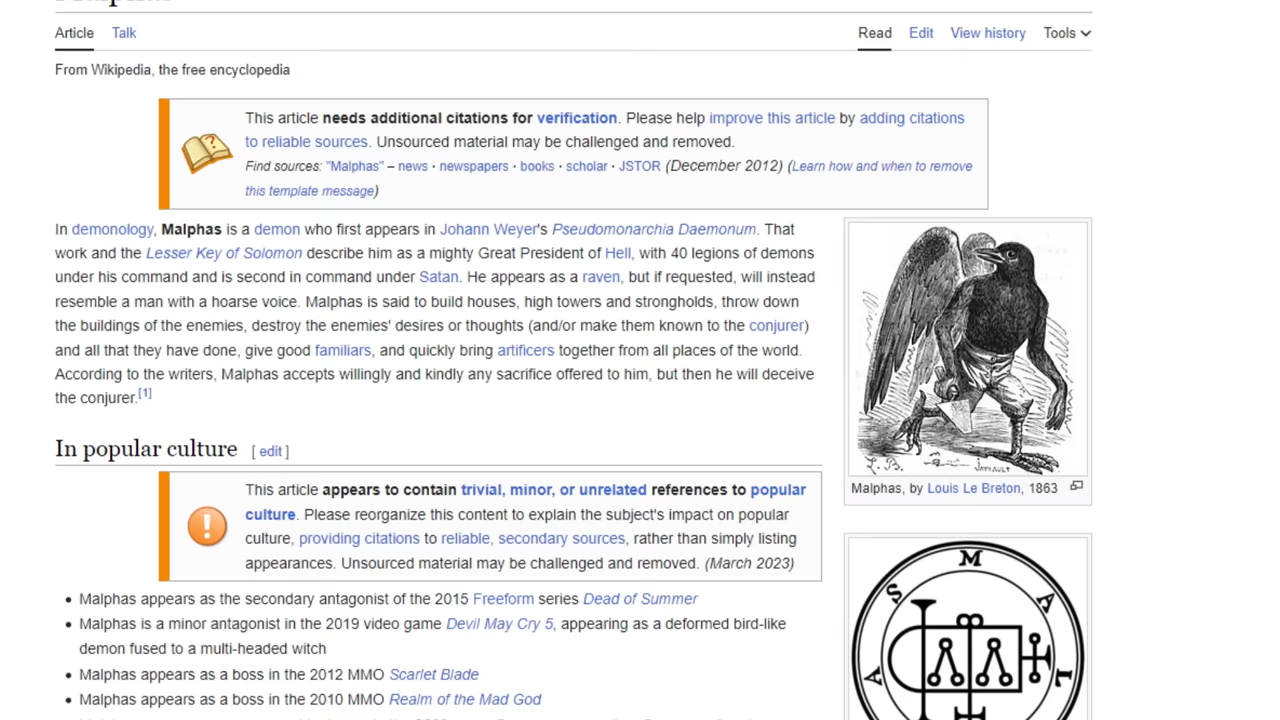 Article Talk Read Edit View history Tools
From Wikipedia, the free encyclopedia
This article needs additional citations for verification. Please help improve this article by adding citations
to reliable sources. Unsourced material may be challenged and removed.
Find sources: "Malphas" – news · newspapers · books · scholar · JSTOR (December 2012) (Learn how and when to remove
this template message)
In demonology, Malphas is a demon who first appears in Johann Weyer's Pseudomonarchia Daemonum. That
work and the Lesser Key of Solomon describe him as a mighty Great President of Hell, with 40 legions of demons
under his command and is second in command under Satan. He appears as a raven, but if requested, will instead
resemble a man with a hoarse voice. Malphas is said to build houses, high towers and strongholds, throw down
the buildings of the enemies, destroy the enemies' desires or thoughts (and/or make them known to the conjurer)
and all that they have done, give good familiars, and quickly bring artificers together from all places of the world.
According to the writers, Malphas accepts willingly and kindly any sacrifice offered to him, but then he will deceive
the conjurer.[1]
L. B.
Malphas, by Louis Le Breton, 1863
In popular culture [ edit ]
This article appears to contain trivial, minor, or unrelated references to popular
culture. Please reorganize this content to explain the subject's impact on popular
culture, providing citations to reliable, secondary sources, rather than simply listing
appearances. Unsourced material may be challenged and removed. (March 2023)
• Malphas appears as the secondary antagonist of the 2015 Freeform series Dead of Summer
• Malphas is a minor antagonist in the 2019 video game Devil May Cry 5, appearing as a deformed bird-like
demon fused to a multi-headed witch
• Malphas appears as a boss in the 2012 MMO Scarlet Blade
• Malphas appears as a boss in the 2010 MMO Realm of the Mad God
M A L A S